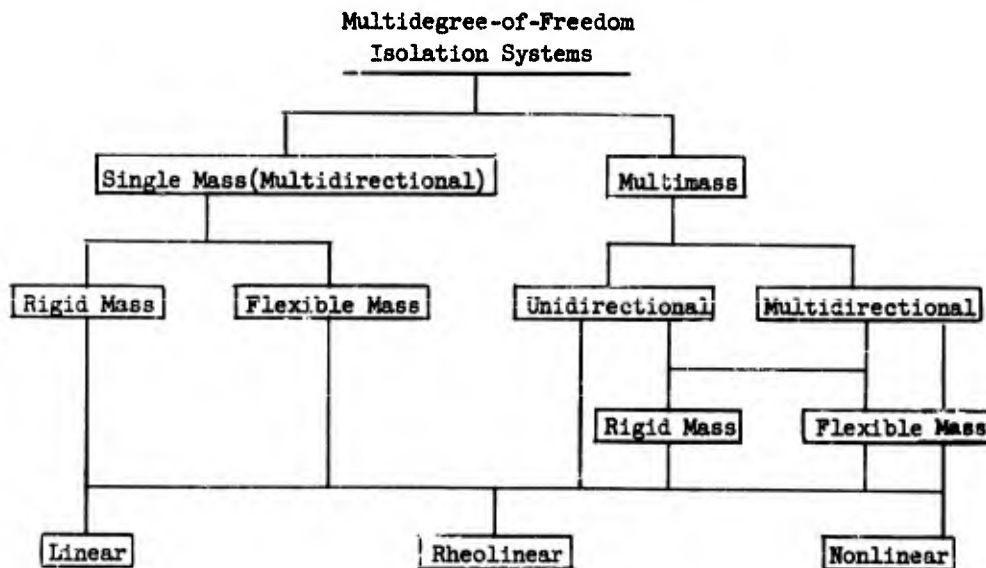 Multidegree-of-Freedom
Isolation Systems
Single Mass(Multidirectional)
Multimass
Rigid Mass
Flexible Mass
Unidirectional
Multidirectional
Rigid Mass
Flexible Mass
Linear
Rheolinear
Nonlinear